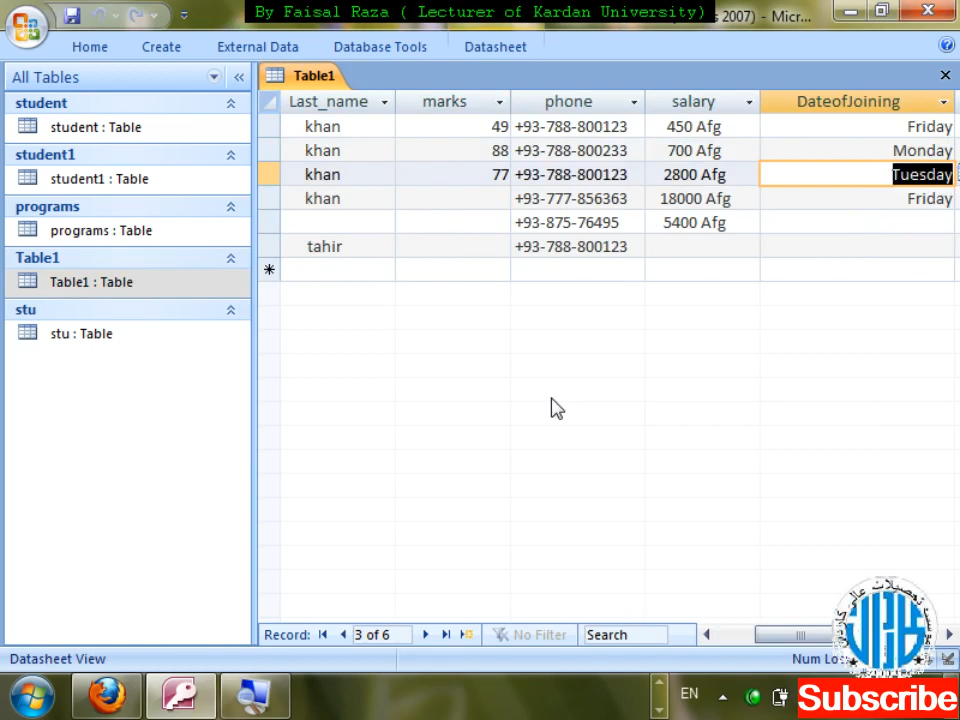 By Faisal Raza ( Lecturer of Kardan University)
s 2007) - Micr...
Home Create External Data Database Tools Datasheet
All Tables
student
student : Table
student1
student1 : Table
programs
programs : Table
Table1
Table1 : Table
stu
stu : Table
Table1
Last_name marks phone salary DateofJoining
khan 49 +93-788-800123 450 Afg Friday
khan 88 +93-788-800233 700 Afg Monday
khan 77 +93-788-800123 2800 Afg Tuesday
khan +93-777-856363 18000 Afg Friday
+93-875-76495 5400 Afg
tahir +93-788-800123
Record: 3 of 6 No Filter Search
Datasheet View Num Lo
EN
Subscribe